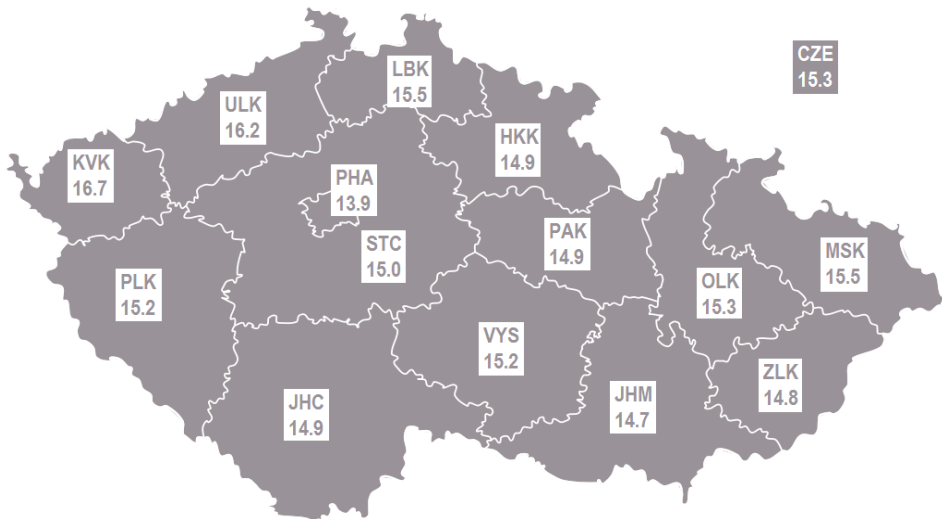 CZE
15.3
LBK
15.5
ULK
16.2
HKK
14.9
KVK
16.7
PHA
13.9
PAK
14.9
STC
15.0
MSK
15.5
PLK
15.2
OLK
15.3
VYS
15.2
ZLK
14.8
JHC
14.9
JHM
14.7